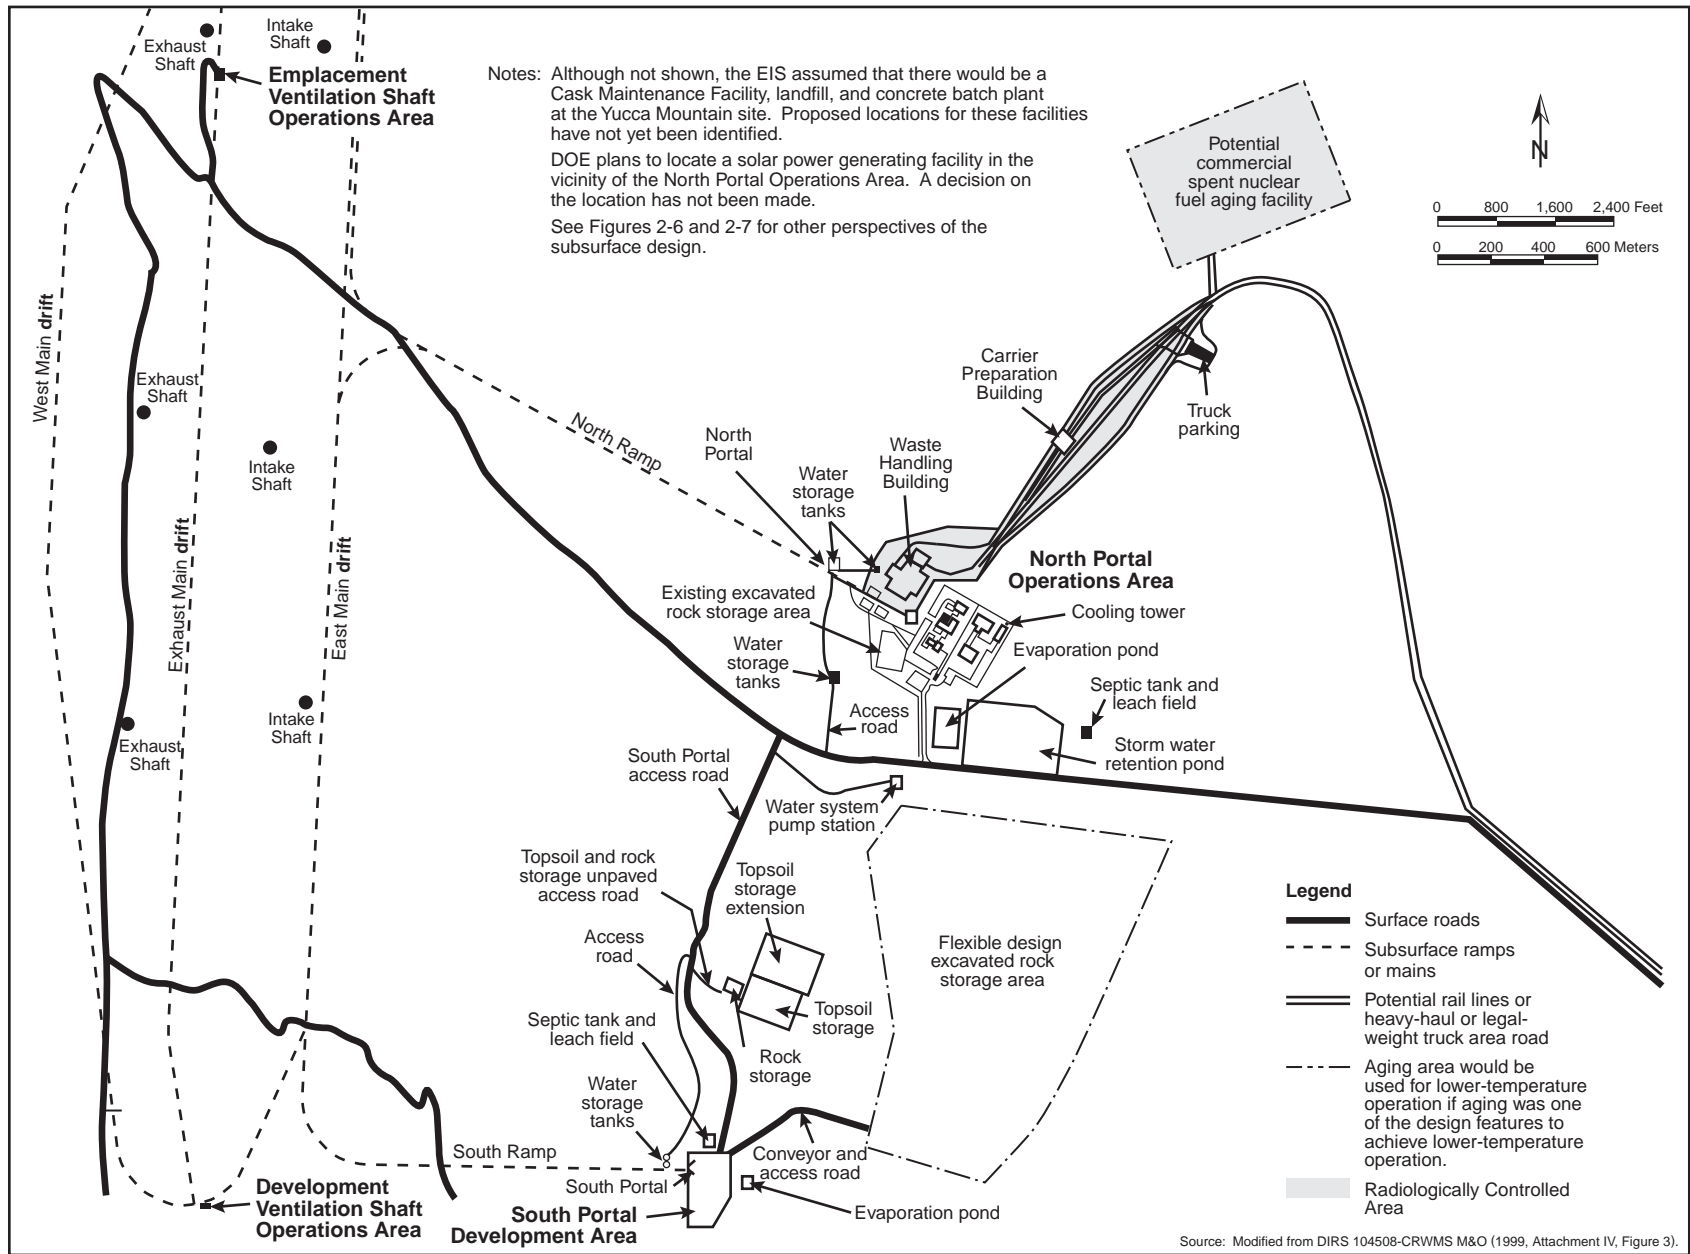 Exhaust
Shaft
Intake
Shaft
Emplacement
Ventilation Shaft
Operations Area
Notes: Although not shown, the EIS assumed that there would be a
Cask Maintenance Facility, landfill, and concrete batch plant
at the Yucca Mountain site. Proposed locations for these facilities
have not yet been identified.
DOE plans to locate a solar power generating facility in the
vicinity of the North Portal Operations Area. A decision on
the location has not been made.
See Figures 2-6 and 2-7 for other perspectives of the
subsurface design.
Potential
commercial
spent nuclear
fuel aging facility
N
0 800 1,600 2,400 Feet
0 200 400 600 Meters
West Main drift
Exhaust
Shaft
Intake
Shaft
Exhaust Main drift
East Main drift
Intake
Shaft
Exhaust
Shaft
North Ramp
North
Portal
Water
storage
tanks
Waste
Handling
Building
Carrier
Preparation
Building
Truck
parking
North Portal
Operations Area
Existing excavated
rock storage area
Cooling tower
Water
storage
tanks
Evaporation pond
Septic tank and
leach field
Access
road
Storm water
retention pond
South Portal
access road
Water system
pump station
Topsoil and rock
storage unpaved
access road
Topsoil
storage
extension
Access
road
Flexible design
excavated rock
storage area
Topsoil
storage
Septic tank and
leach field
Rock
storage
Water
storage
tanks
South Ramp
Conveyor and
access road
South Portal
Development
Ventilation Shaft
Operations Area
South Portal
Development Area
Evaporation pond
Legend
Surface roads
Subsurface ramps
or mains
Potential rail lines or
heavy-haul or legal-
weight truck area road
Aging area would be
used for lower-temperature
operation if aging was one
of the design features to
achieve lower-temperature
operation.
Radiologically Controlled
Area
Source: Modified from DIRS 104508-CRWMS M&O (1999, Attachment IV, Figure 3).